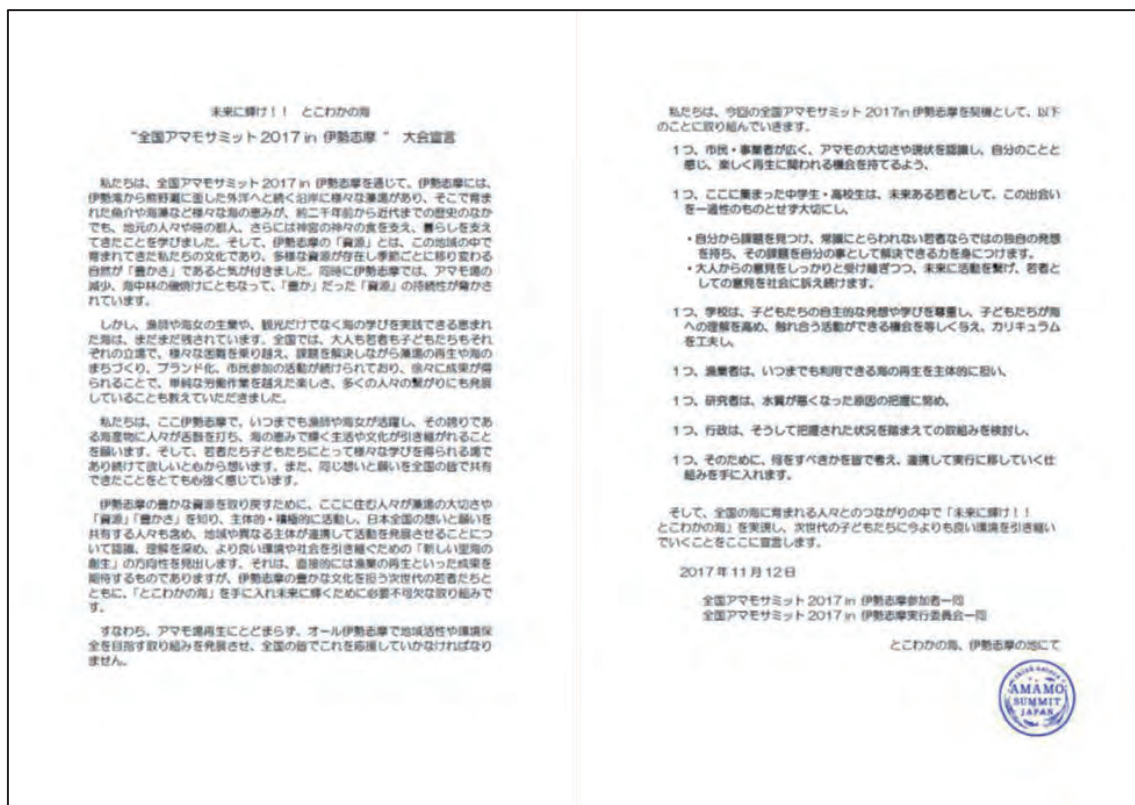 未来に輝け!! とこわかの海
“全国アマモサミット 2017 in 伊勢志摩 ” 大会宣言
私たちは、全国アマモサミット 2017 in 伊勢志摩を通じて、伊勢志摩には、
伊勢湾から熊野灘に面した外洋へと続く沿岸に様々な藻場があり、そこで育ま
れた魚介や海藻など様々な海の恵みが、前二千年前から近代までの歴史のなか
でも、地元の人々や時の都人、さらには神宮の神々の食を支え、暮らしを支え
てきたことを学びました。そして、伊勢志摩の「資源」とは、この地域の中で
育まれてきた私たちの文化であり、多様な資源が存在し季節ごとに移り変わる
自然が「豊かさ」であると気が付きました。同時に伊勢志摩では、アマモ場の
減少、海中林の磯焼けにともなって、「豊か」だった「資源」の持続性が脅かさ
れています。
しかし、漁師や海女の生業や、観光だけでなく海の学びを実践できる恵まれ
た海は、まだまだ残されています。全国では、大人も若者も子どもたちもそれ
ぞれの立場で、様々な困難を乗り越え、課題を解決しながら藻場の再生や海の
まちづくり、ブランド化、市民参加の活動が続けられており、徐々に成果が得
られることで、単純な労働作業を越えた楽しさ、多くの人々の繋がりにも発展
していることも教えていただきました。
私たちは、ここ伊勢志摩で、いつまでも漁師や海女が活躍し、その誇りであ
る海産物に人々が舌鼓を打ち、海の恵みで輝く生活や文化が引き継がれること
を願います。そして、若者たち子どもたちにとって様々な学びを得られる場で
あり続けて欲しいと心から想います。また、同じ想いと願いを全国の皆で共有
できたことをとても心強く感じています。
伊勢志摩の豊かな資源を取り戻すために、ここに住む人々が藻場の大切さや
「資源」「豊かさ」を知り、主体的・積極的に活動し、日本全国の想いと願いを
共有する人々も含め、地域や異なる主体が連携して活動を発展させることにつ
いて認識、理解を深め、より良い環境や社会を引き継ぐための「新しい里海の
創生」の方向性を見出します。それは、直接的には漁業の再生といった成果を
期待するものでありますが、伊勢志摩の豊かな文化を担う次世代の若者たちと
ともに、「とこわかの海」を手に入れ未来に輝くために必要不可欠な取り組みで
す。
すなわち、アマモ場再生にとどまらず、オール伊勢志摩で地域活性や環境保
全を目指す取り組みを発展させ、全国の皆でこれを応援していかなければなり
ません。
私たちは、今回の全国アマモサミット 2017in 伊勢志摩を契機として、以下
のことに取り組んでいきます。
1つ、市民・事業者が広く、アマモの大切さや現状を認識し、自分のことと
感じ、楽しく再生に関われる機会を持てるよう、
1つ、ここに集まった中学生・高校生は、未来ある若者として、この出会い
を一過性のものとせず大切にし、
・自分から課題を見つけ、常識にとらわれない若者ならではの独自の発想
を持ち、その課題を自分の事として解決できる力を身につけます。
・大人からの意見をしっかりと受け継ぎつつ、未来に活動を繋げ、若者と
しての意見を社会に訴え続けます。
1つ、学校は、子どもたちの自主的な発想や学びを尊重し、子どもたちが海
への理解を高め、触れ合う活動ができる機会を等しく与え、カリキュラム
を工夫し、
1つ、漁業者は、いつまでも利用できる海の再生を主体的に担い、
1つ、研究者は、水質が悪くなった原因の把握に努め、
1つ、行政は、そうして把握された状況を踏まえての取組みを検討し、
1つ、そのために、何をすべきかを皆で考え、連携して実行に移していく仕
組みを手に入れます。
そして、全国の海に育まれる人々とのつながりの中で「未来に輝け!!
とこわかの海」を実現し、次世代の子どもたちに今よりも良い環境を引き継い
でいくことをここに宣言します。
2017年11月12日
全国アマモサミット 2017 in 伊勢志摩参加者一同
全国アマモサミット 2017 in 伊勢志摩実行委員会一同
とこわかの海、伊勢志摩の地にて
AMAMO
SUMMIT
JAPAN